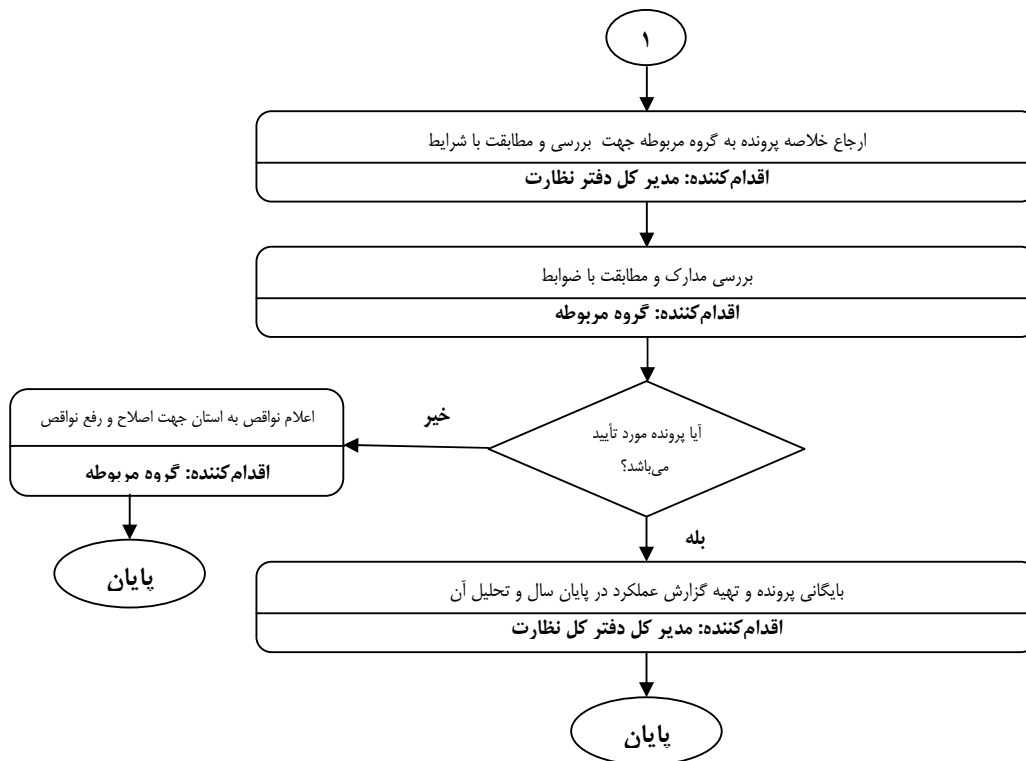 ۱
ارجاع خلاصه پرونده به گروه مربوطه جهت بررسی و مطابقت با شرایط
اقدام‌کننده: مدیر کل دفتر نظارت
بررسی مدارک و مطابقت با ضوابط
اقدام‌کننده: گروه مربوطه
آیا پرونده مورد تأیید
می‌باشد؟
خیر
اعلام نواقص به استان جهت اصلاح و رفع نواقص
اقدام‌کننده: گروه مربوطه
پایان
بله
بایگانی پرونده و تهیه گزارش عملکرد در پایان سال و تحلیل آن
اقدام‌کننده: مدیر کل دفتر کل نظارت
پایان